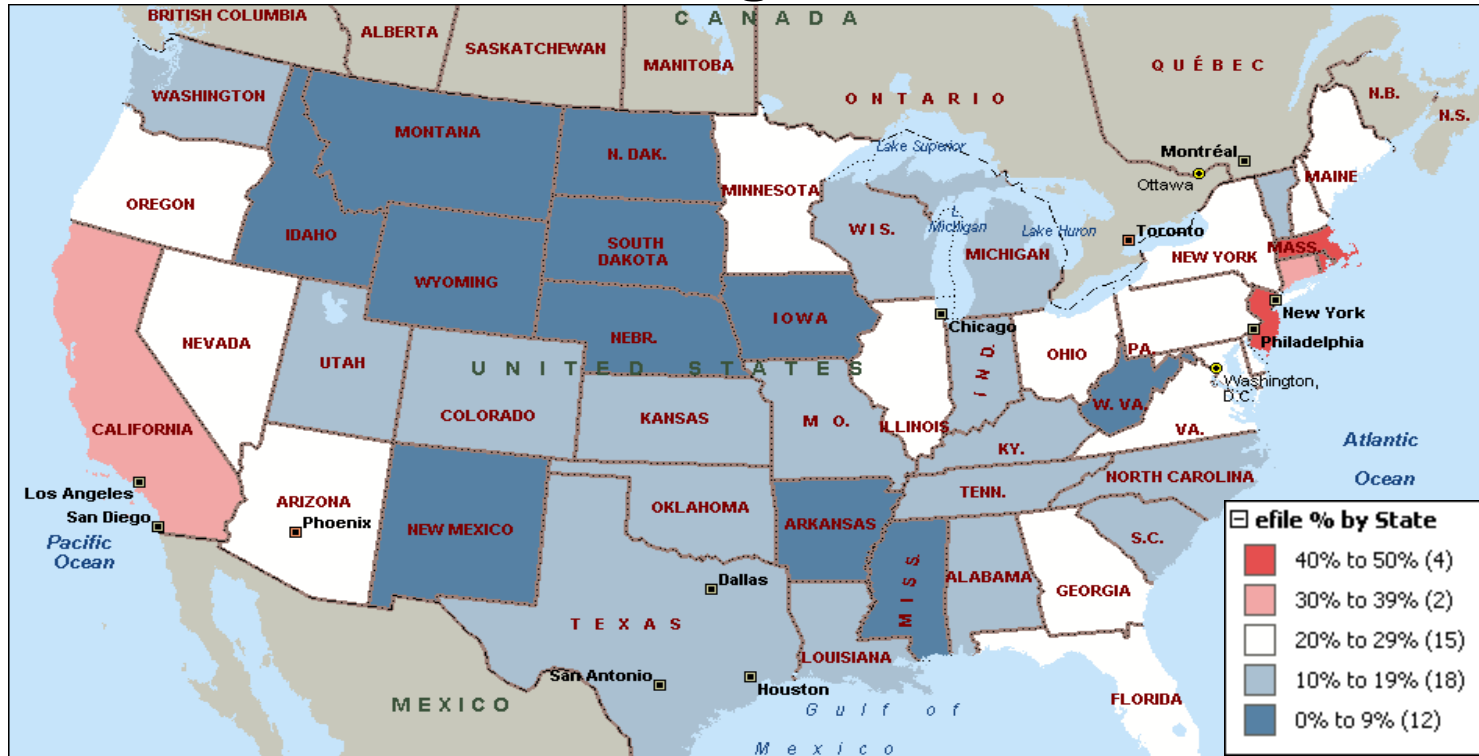 CANADA
BRITISH COLUMBIA
ALBERTA
SASKATCHEWAN
MANITOBA
ONTARIO
QUÉBEC
N.B.
N.S.
WASHINGTON
MONTANA
N. DAK.
MINNESOTA
Lake Superior
Montréal
Ottawa
MAINE
OREGON
IDAHO
WYOMING
SOUTH
DAKOTA
WIS.
L.
Michigan
MICHIGAN
Lake Huron
Toronto
NEW YORK
MASS.
New York
Philadelphia
NEVADA
UTAH
NEBR.
IOWA
Chicago
IND.
OHIO
PA.
Washington,
D.C.
UNITED STATES
CALIFORNIA
COLORADO
KANSAS
MO.
ILLINOIS
KY.
W. VA.
VA.
Atlantic
Ocean
Los Angeles
San Diego
Pacific
Ocean
ARIZONA
Phoenix
NEW MEXICO
OKLAHOMA
ARKANSAS
TENN.
NORTH CAROLINA
S.C.
MISS.
ALABAMA
GEORGIA
Dallas
TEXAS
San Antonio
Houston
LOUISIANA
FLORIDA
MEXICO
Gulf of
Mexico
efile % by State
40% to 50% (4)
30% to 39% (2)
20% to 29% (15)
10% to 19% (18)
0% to 9% (12)